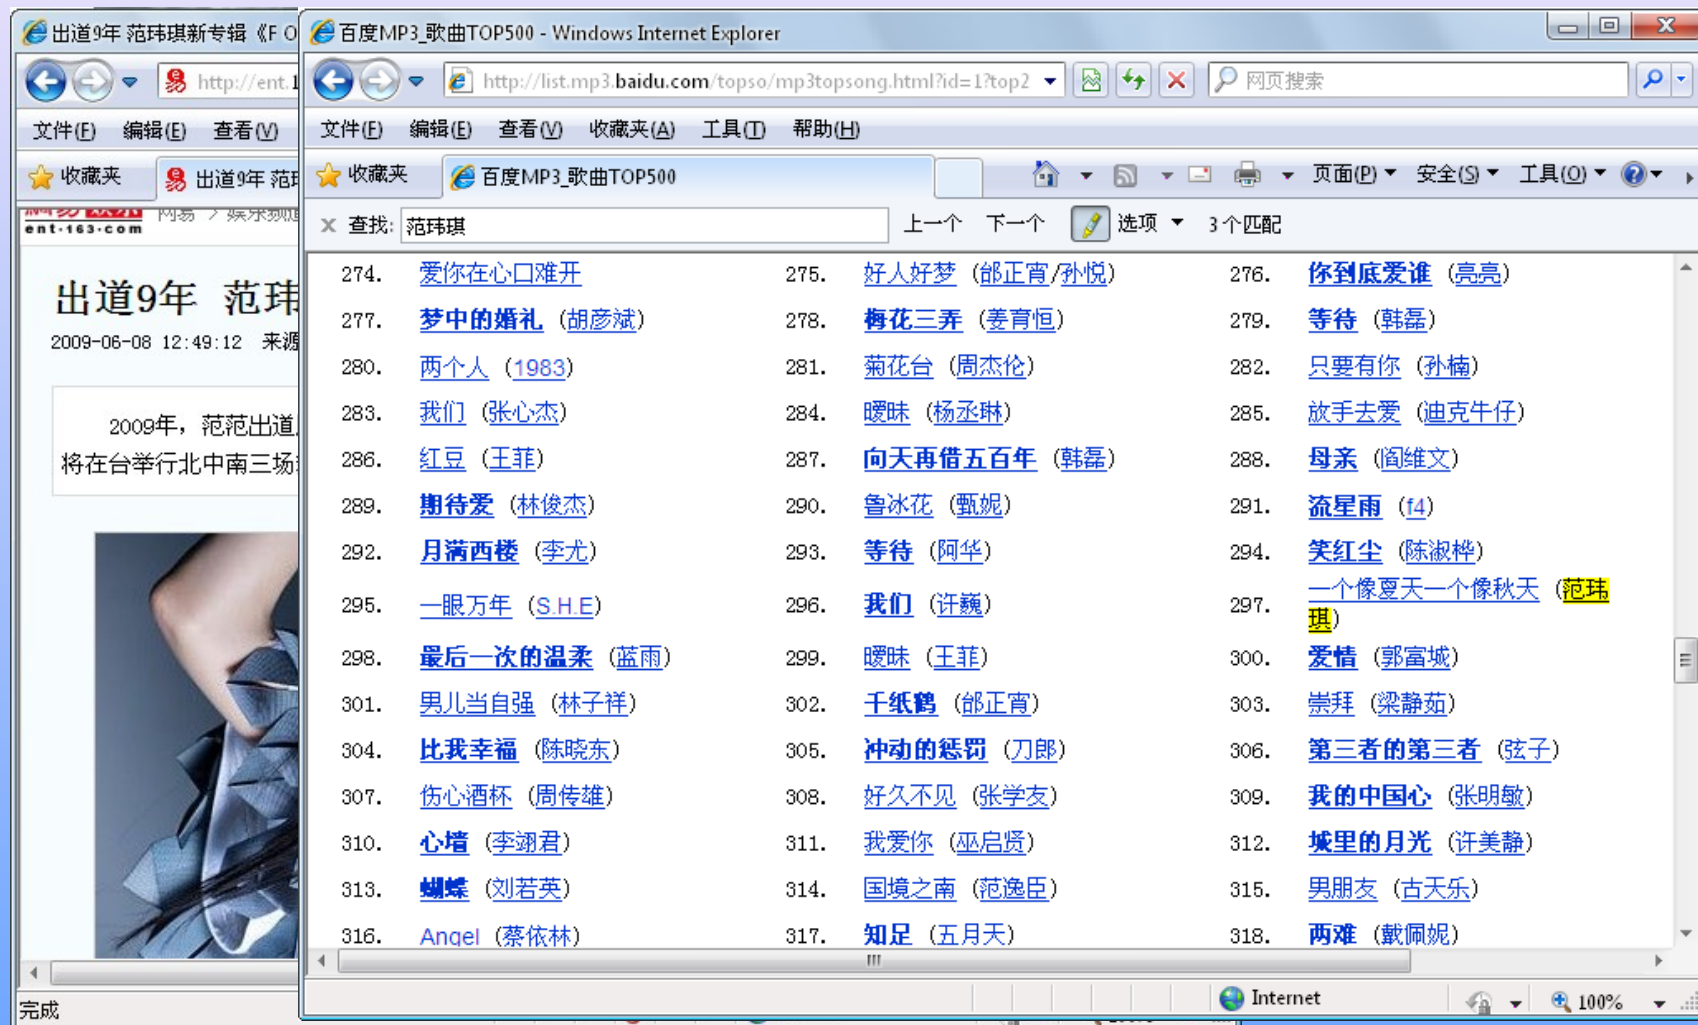 出道9年 范玮琪新专辑《F O
http://ent.1
文件(F) 编辑(E) 查看(V)
收藏夹 出道9年 范玮
网易 > 娱乐频道
ent·163·com
出道9年 范玮
2009-06-08 12:49:12 来源
2009年，范范出道
将在台举行北中南三场
完成
百度MP3_歌曲TOP500 - Windows Internet Explorer
http://list.mp3.baidu.com/topso/mp3topsong.html?id=1?top2 网页搜索
文件(F) 编辑(E) 查看(V) 收藏夹(A) 工具(T) 帮助(H)
收藏夹 百度MP3_歌曲TOP500 页面(P) 安全(S) 工具(O)
查找: 范玮琪 上一个 下一个 选项 3 个匹配
274. 爱你在心口难开 275. 好人好梦 (邰正宵/孙悦) 276. 你到底爱谁 (亮亮)
277. 梦中的婚礼 (胡彦斌) 278. 梅花三弄 (姜育恒) 279. 等待 (韩磊)
280. 两个人 (1983) 281. 菊花台 (周杰伦) 282. 只要有你 (孙楠)
283. 我们 (张心杰) 284. 暧昧 (杨丞琳) 285. 放手去爱 (迪克牛仔)
286. 红豆 (王菲) 287. 向天再借五百年 (韩磊) 288. 母亲 (阎维文)
289. 期待爱 (林俊杰) 290. 鲁冰花 (甄妮) 291. 流星雨 (f4)
292. 月满西楼 (李尤) 293. 等待 (阿华) 294. 笑红尘 (陈淑桦)
295. 一眼万年 (S.H.E) 296. 我们 (许巍) 297. 一个像夏天一个像秋天 (范玮
琪)
298. 最后一次的温柔 (蓝雨) 299. 暧昧 (王菲) 300. 爱情 (郭富城)
301. 男儿当自强 (林子祥) 302. 千纸鹤 (邰正宵) 303. 崇拜 (梁静茹)
304. 比我幸福 (陈晓东) 305. 冲动的惩罚 (刀郎) 306. 第三者的第三者 (弦子)
307. 伤心酒杯 (周传雄) 308. 好久不见 (张学友) 309. 我的中国心 (张明敏)
310. 心墙 (李翊君) 311. 我爱你 (巫启贤) 312. 城里的月光 (许美静)
313. 蝴蝶 (刘若英) 314. 国境之南 (范逸臣) 315. 男朋友 (古天乐)
316. Angel (蔡依林) 317. 知足 (五月天) 318. 两难 (戴佩妮)
Internet 100%